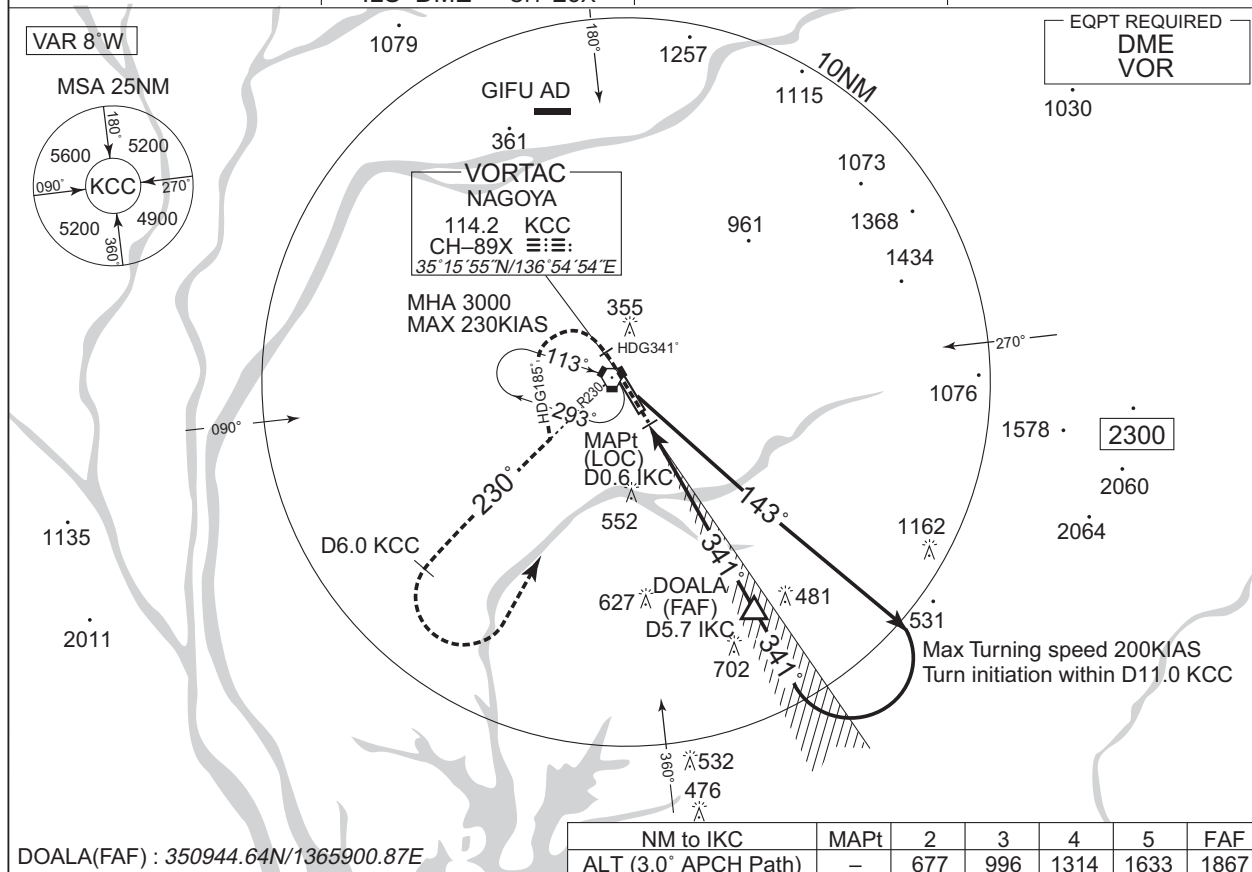 VAR 8°W
MSA 25NM
180°
5600
5200
090°
KCC
270°
5200
4900
360°
1079
180°
1257
10NM
1115
EQPT REQUIRED
DME
VOR
1030
GIFU AD
361
VORTAC
NAGOYA
114.2 KCC
CH–89X
35°15´55˝N/136°54´54˝E
1073
1368
961
1434
MHA 3000
MAX 230KIAS
355
HDG341°
113°
HDG185°
R230
293°
270°
1076
090°
1578
2300
MAPt
(LOC)
D0.6 IKC
230°
143°
2060
552
2064
1135
1162
D6.0 KCC
341°
DOALA
(FAF)
D5.7 IKC
627
481
531
2011
702
341°
Max Turning speed 200KIAS
Turn initiation within D11.0 KCC
360°
532
476
DOALA(FAF) : 350944.64N/1365900.87E
NM to IKC MAPt 2 3 4 5 FAF
ALT (3.0° APCH Path) – 677 996 1314 1633 1867